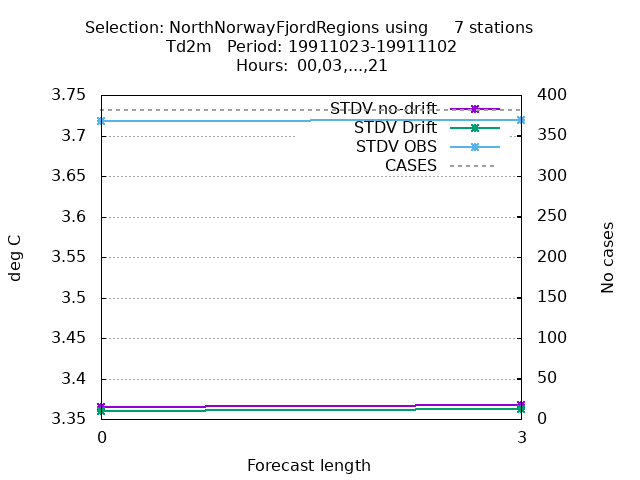 Selection: NorthNorwayFjordRegions using 7 stations
Td2m Period: 19911023-19911102
Hours: 00,03,...,21
3.75
3.7
3.65
3.6
3.55
3.5
3.45
3.4
3.35
400
350
300
250
200
150
100
50
0
STDV no-drift
STDV Drift
STDV OBS
CASES
deg C
No cases
0 3
Forecast length